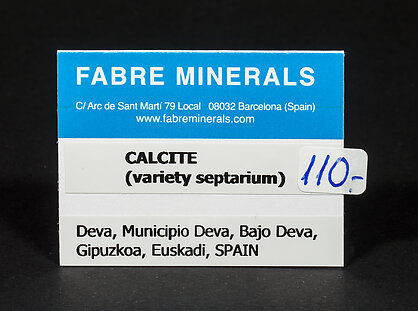 FABRE MINERALS
C/ Arc de Sant Martí 79 Local 08032 Barcelona (Spain)
www.fabreminerals.com
CALCITE
(variety septarium)
110.-
Deva, Municipio Deva, Bajo Deva,
Gipuzkoa, Euskadi, SPAIN